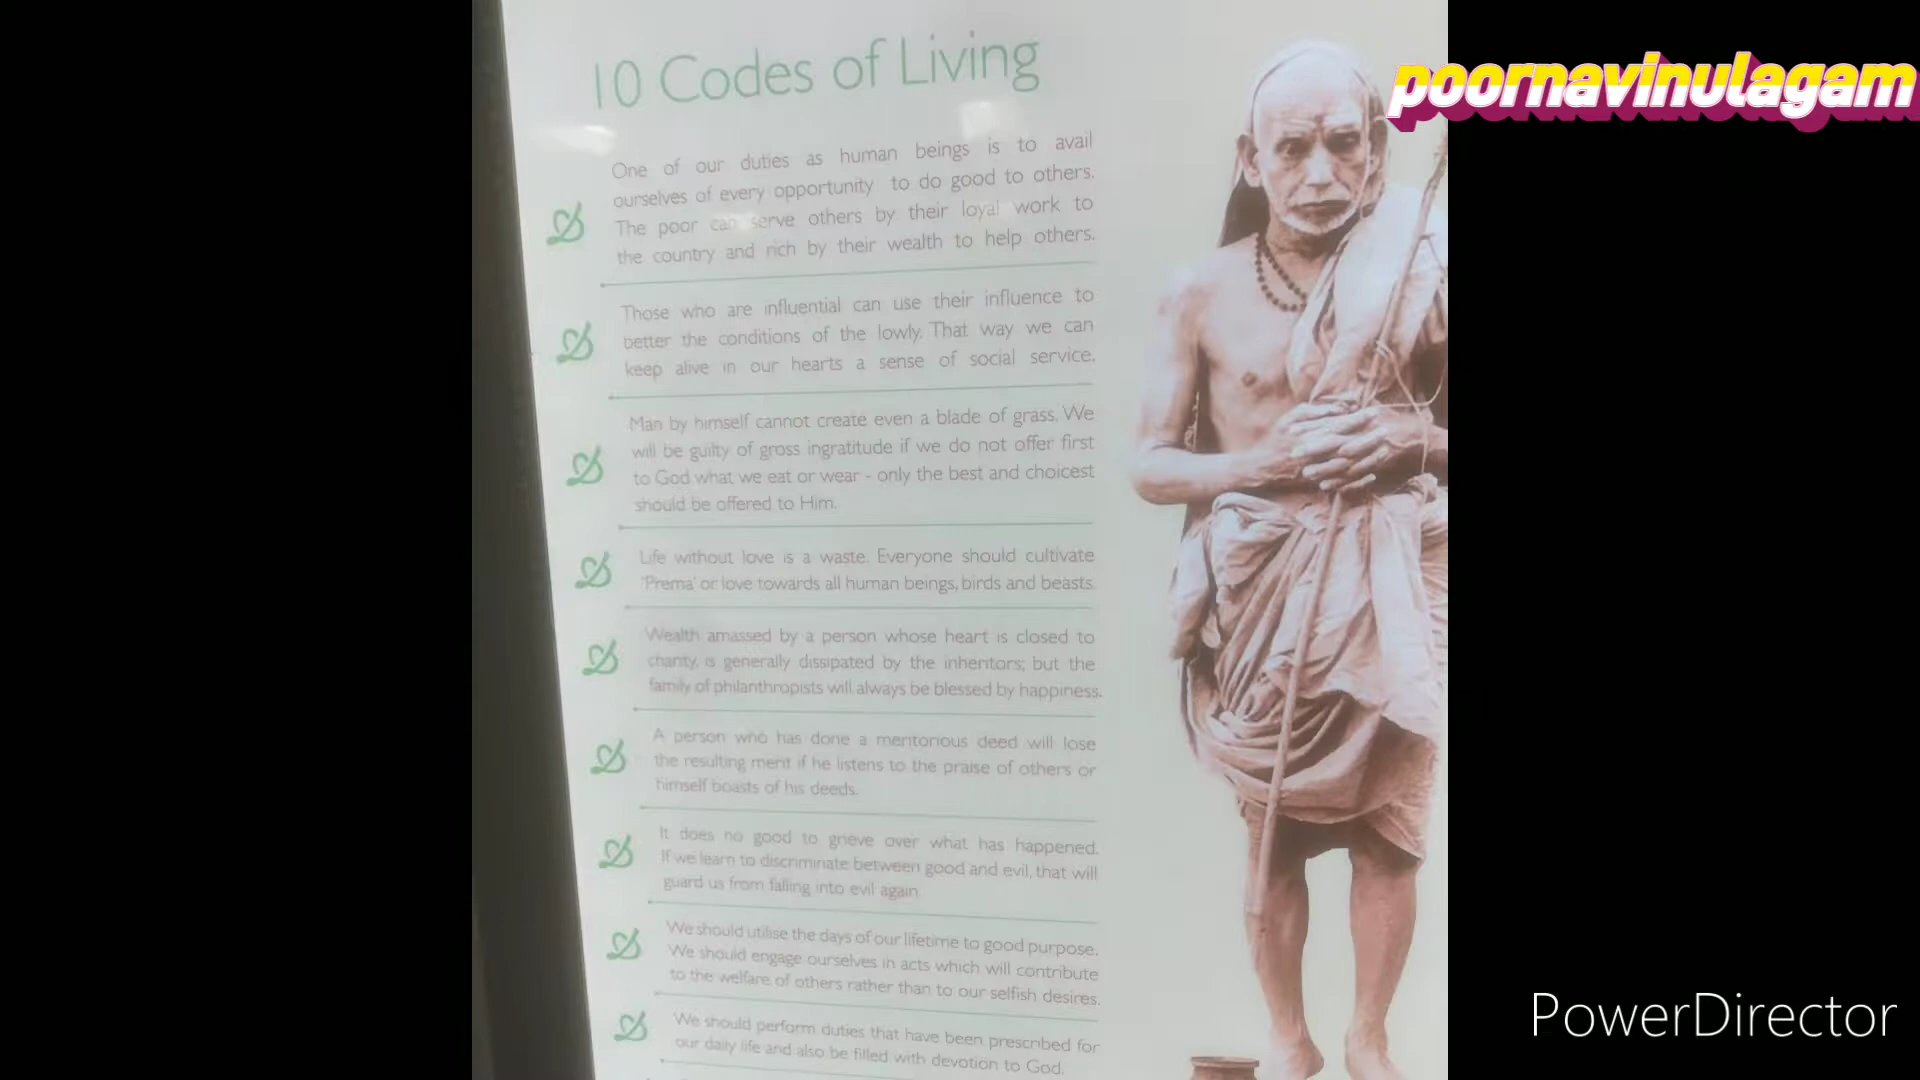 10 Codes of Living
poornavinulagam
One of our duties as human beings is to avail
ourselves of every opportunity to do good to others.
The poor can serve others by their loyal work to
the country and rich by their wealth to help others.
Those who are influential can use their influence to
better the conditions of the lowly. That way we can
keep alive in our hearts a sense of social service.
Man by himself cannot create even a blade of grass. We
will be guilty of gross ingratitude if we do not offer first
to God what we eat or wear - only the best and choicest
should be offered to Him.
Life without love is a waste. Everyone should cultivate
'Prema' or love towards all human beings, birds and beasts.
Wealth amassed by a person whose heart is closed to
charity, is generally dissipated by the inheritors; but the
family of philanthropists will always be blessed by happiness.
A person who has done a meritorious deed will lose
the resulting merit if he listens to the praise of others or
himself boasts of his deeds.
It does no good to grieve over what has happened.
If we learn to discriminate between good and evil, that will
guard us from falling into evil again.
We should utilise the days of our lifetime to good purpose.
We should engage ourselves in acts which will contribute
to the welfare of others rather than to our selfish desires.
We should perform duties that have been prescribed for
our daily life and also be filled with devotion to God.
PowerDirector